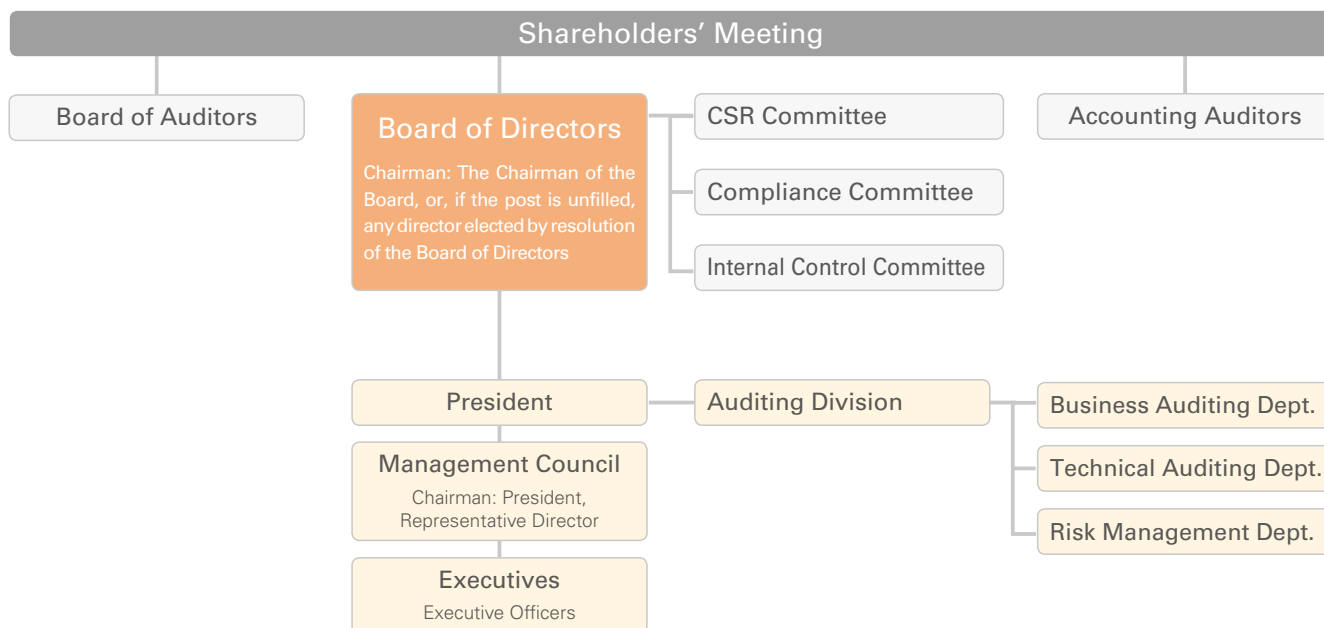 Shareholders’ Meeting
Board of Auditors
Board of Directors
Chairman: The Chairman of the
Board, or, if the post is unfilled,
any director elected by resolution
of the Board of Directors
CSR Committee
Compliance Committee
Internal Control Committee
Accounting Auditors
President
Auditing Division
Business Auditing Dept.
Technical Auditing Dept.
Risk Management Dept.
Management Council
Chairman: President,
Representative Director
Executives
Executive Officers